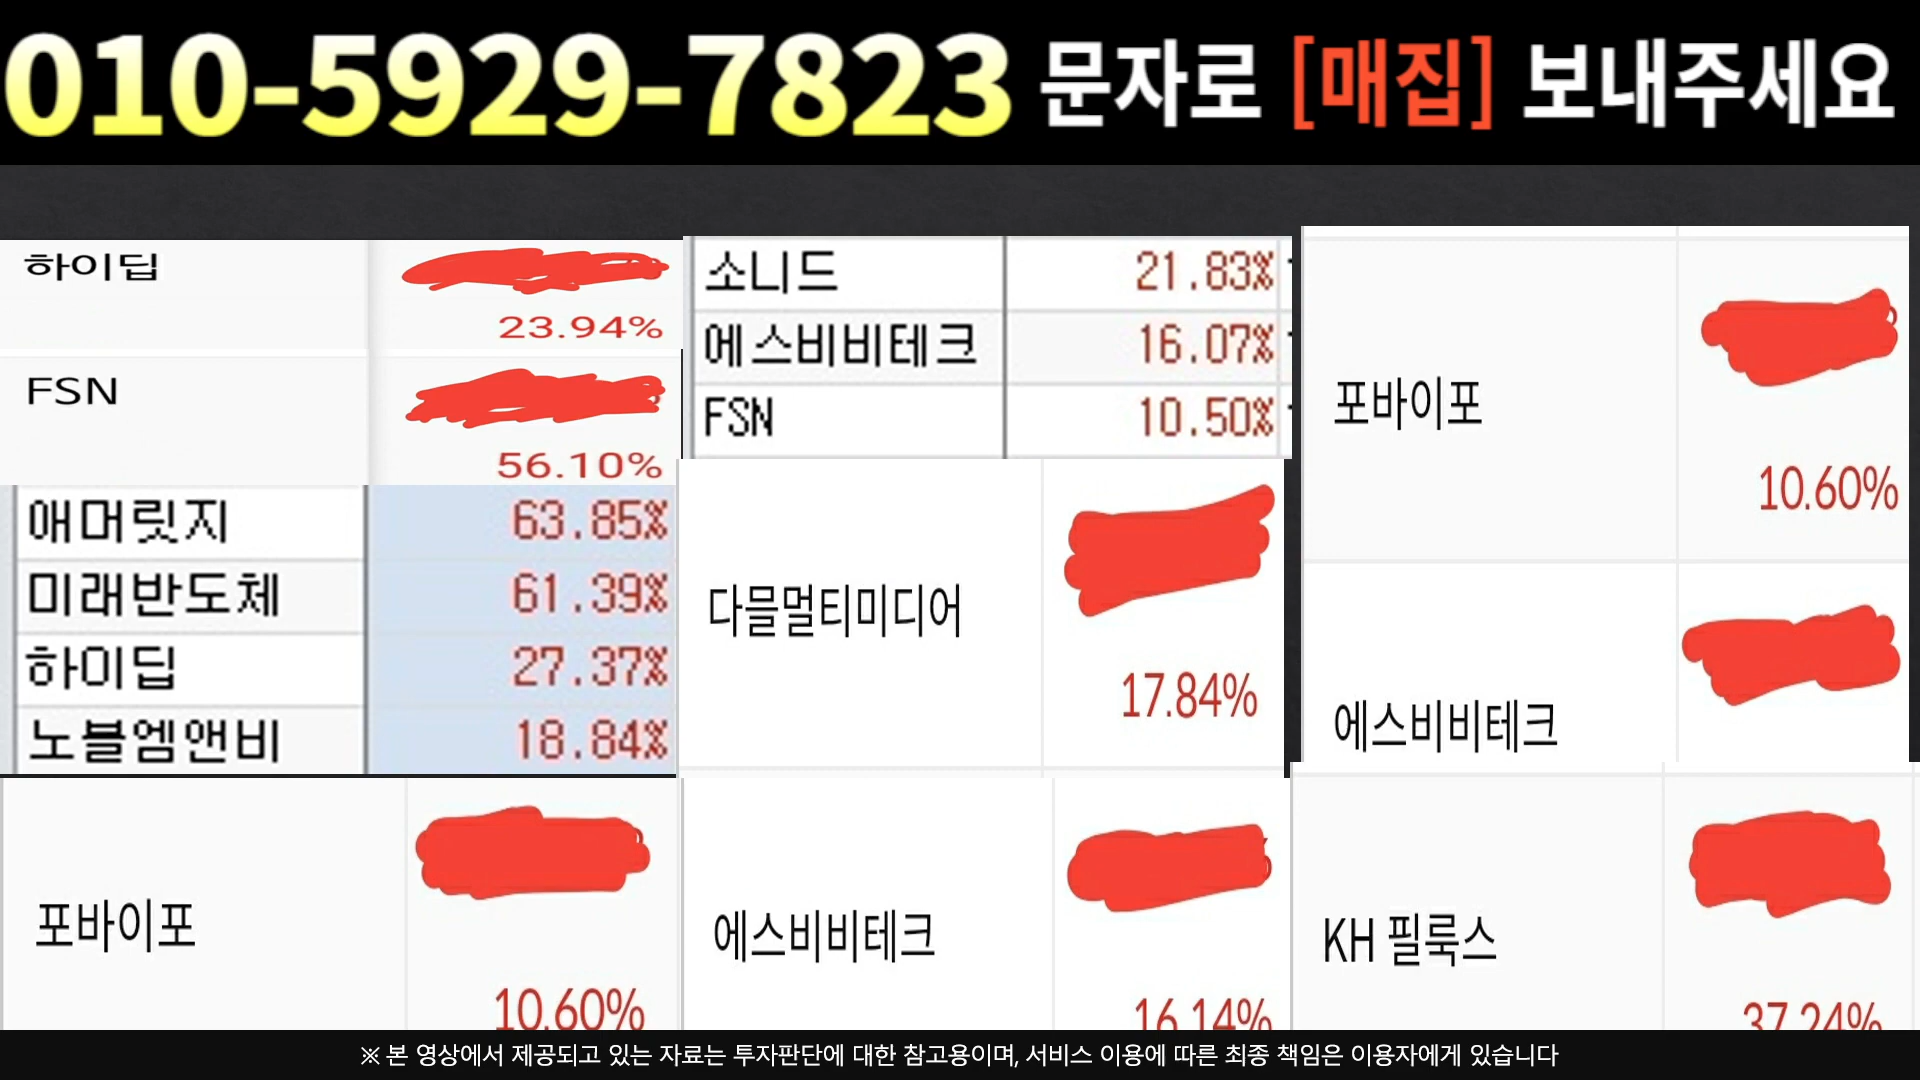 010-5929-7823 문자로 [매집] 보내주세요
하이딥
23.94%
FSN
56.10%
애머릿지 63.85%
미래반도체 61.39%
하이딥 27.37%
노블엠앤비 18.84%
소니드 21.83%
에스비비테크 16.07%
FSN 10.50%
다믈멀티미디어
17.84%
포바이포
10.60%
에스비비테크
포바이포
10.60%
에스비비테크
16.14%
KH 필룩스
37.24%
※ 본 영상에서 제공되고 있는 자료는 투자판단에 대한 참고용이며, 서비스 이용에 따른 최종 책임은 이용자에게 있습니다